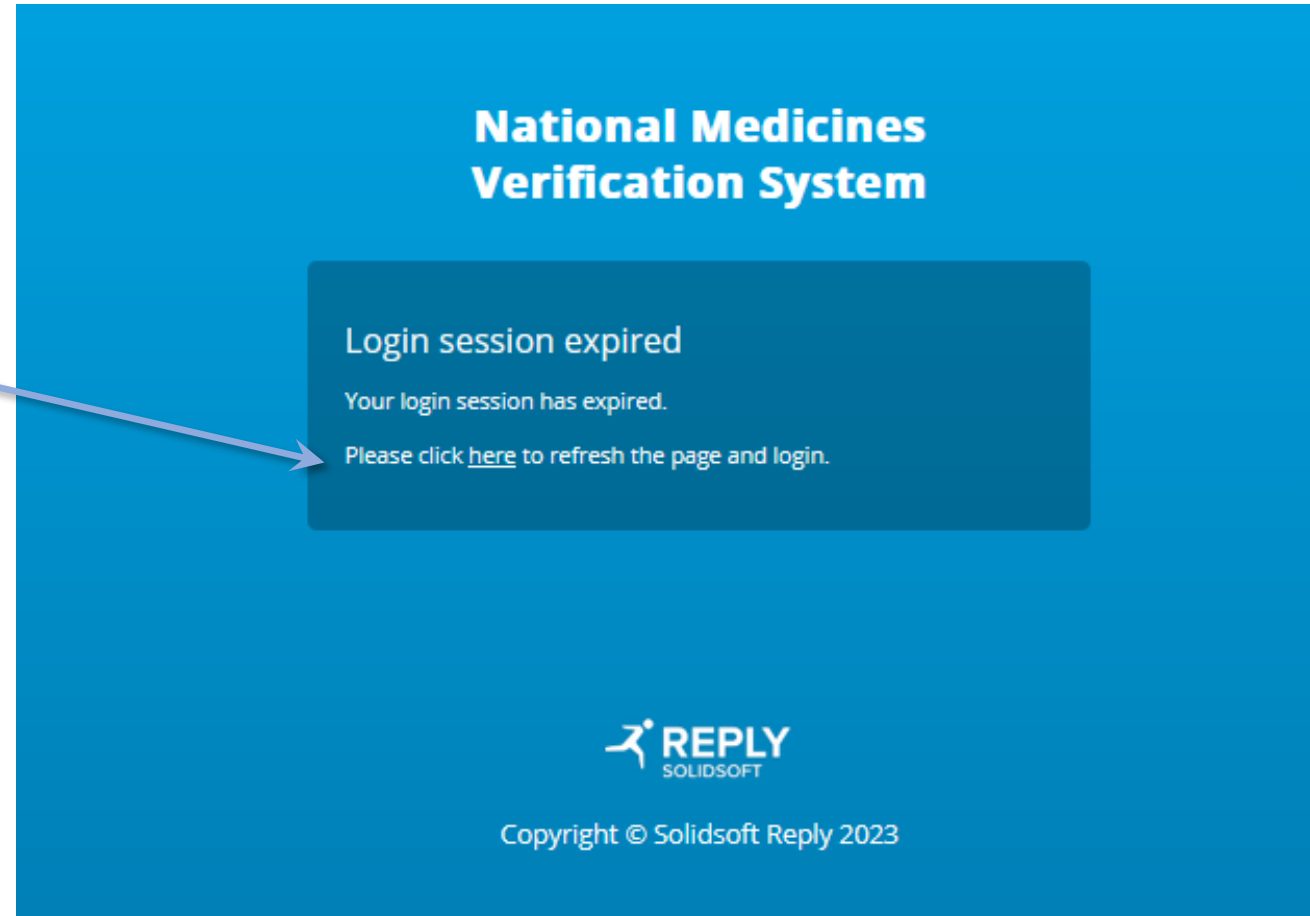 National Medicines
Verification System
Login session expired
Your login session has expired.
Please click here to refresh the page and login.
REPLY
SOLIDSOFT
Copyright © Solidsoft Reply 2023